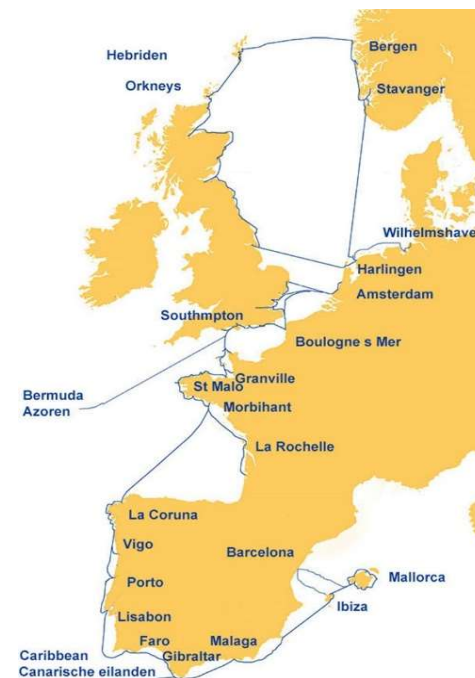 Hebriden
Bergen
Orkneys
Stavanger
Wilhelmshave
Harlingen
Amsterdam
Southmpton
Boulogne s Mer
Granville
St Malo
Bermuda
Azoren
Morbihant
La Rochelle
La Coruna
Vigo
Barcelona
Porto
Mallorca
Ibiza
Lisabon
Faro
Malaga
Gibraltar
Caribbean
Canarische eilanden